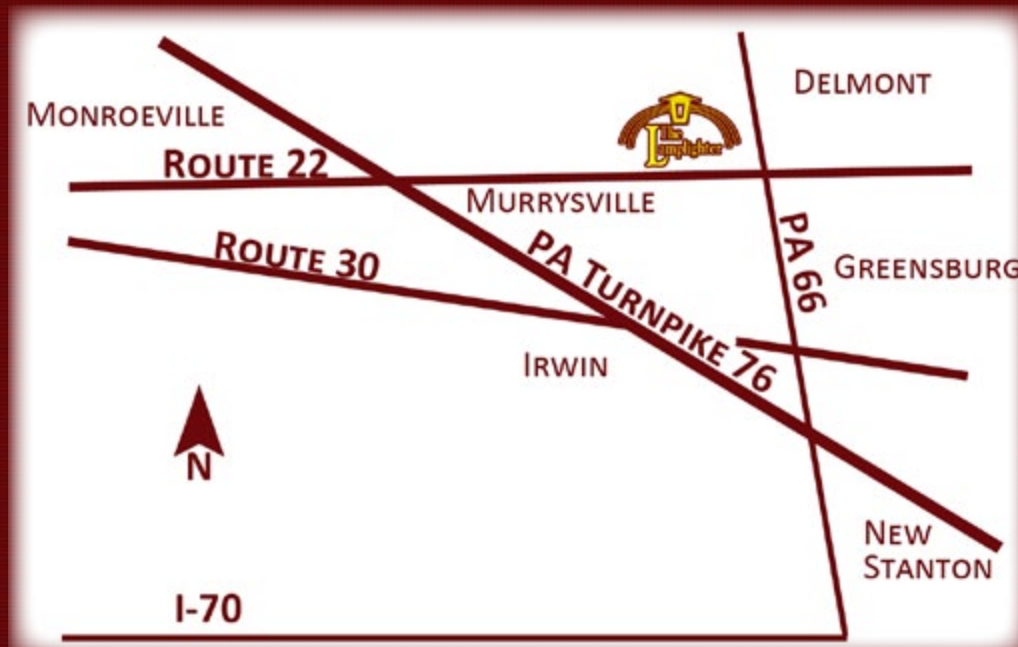 DELMONT
MONROEVILLE
The
Lamplighter
ROUTE 22
MURRYSVILLE
ROUTE 30
PA TURNPIKE 76
PA 66
GREENSBURG
IRWIN
N
NEW
STANTON
I-70